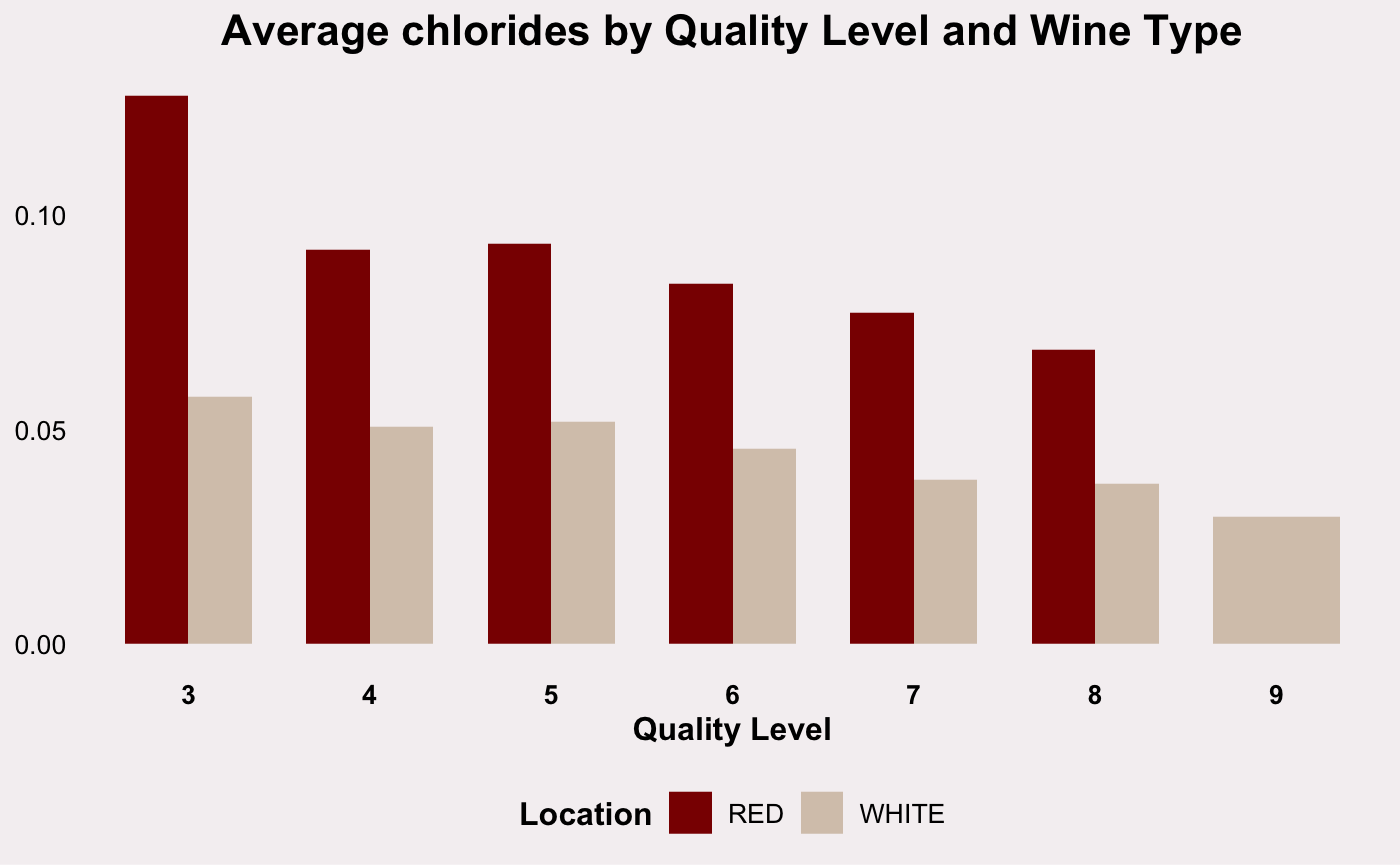 Average chlorides by Quality Level and Wine Type
0.10
0.05
0.00
3 4 5 6 7 8 9
Quality Level
Location RED WHITE